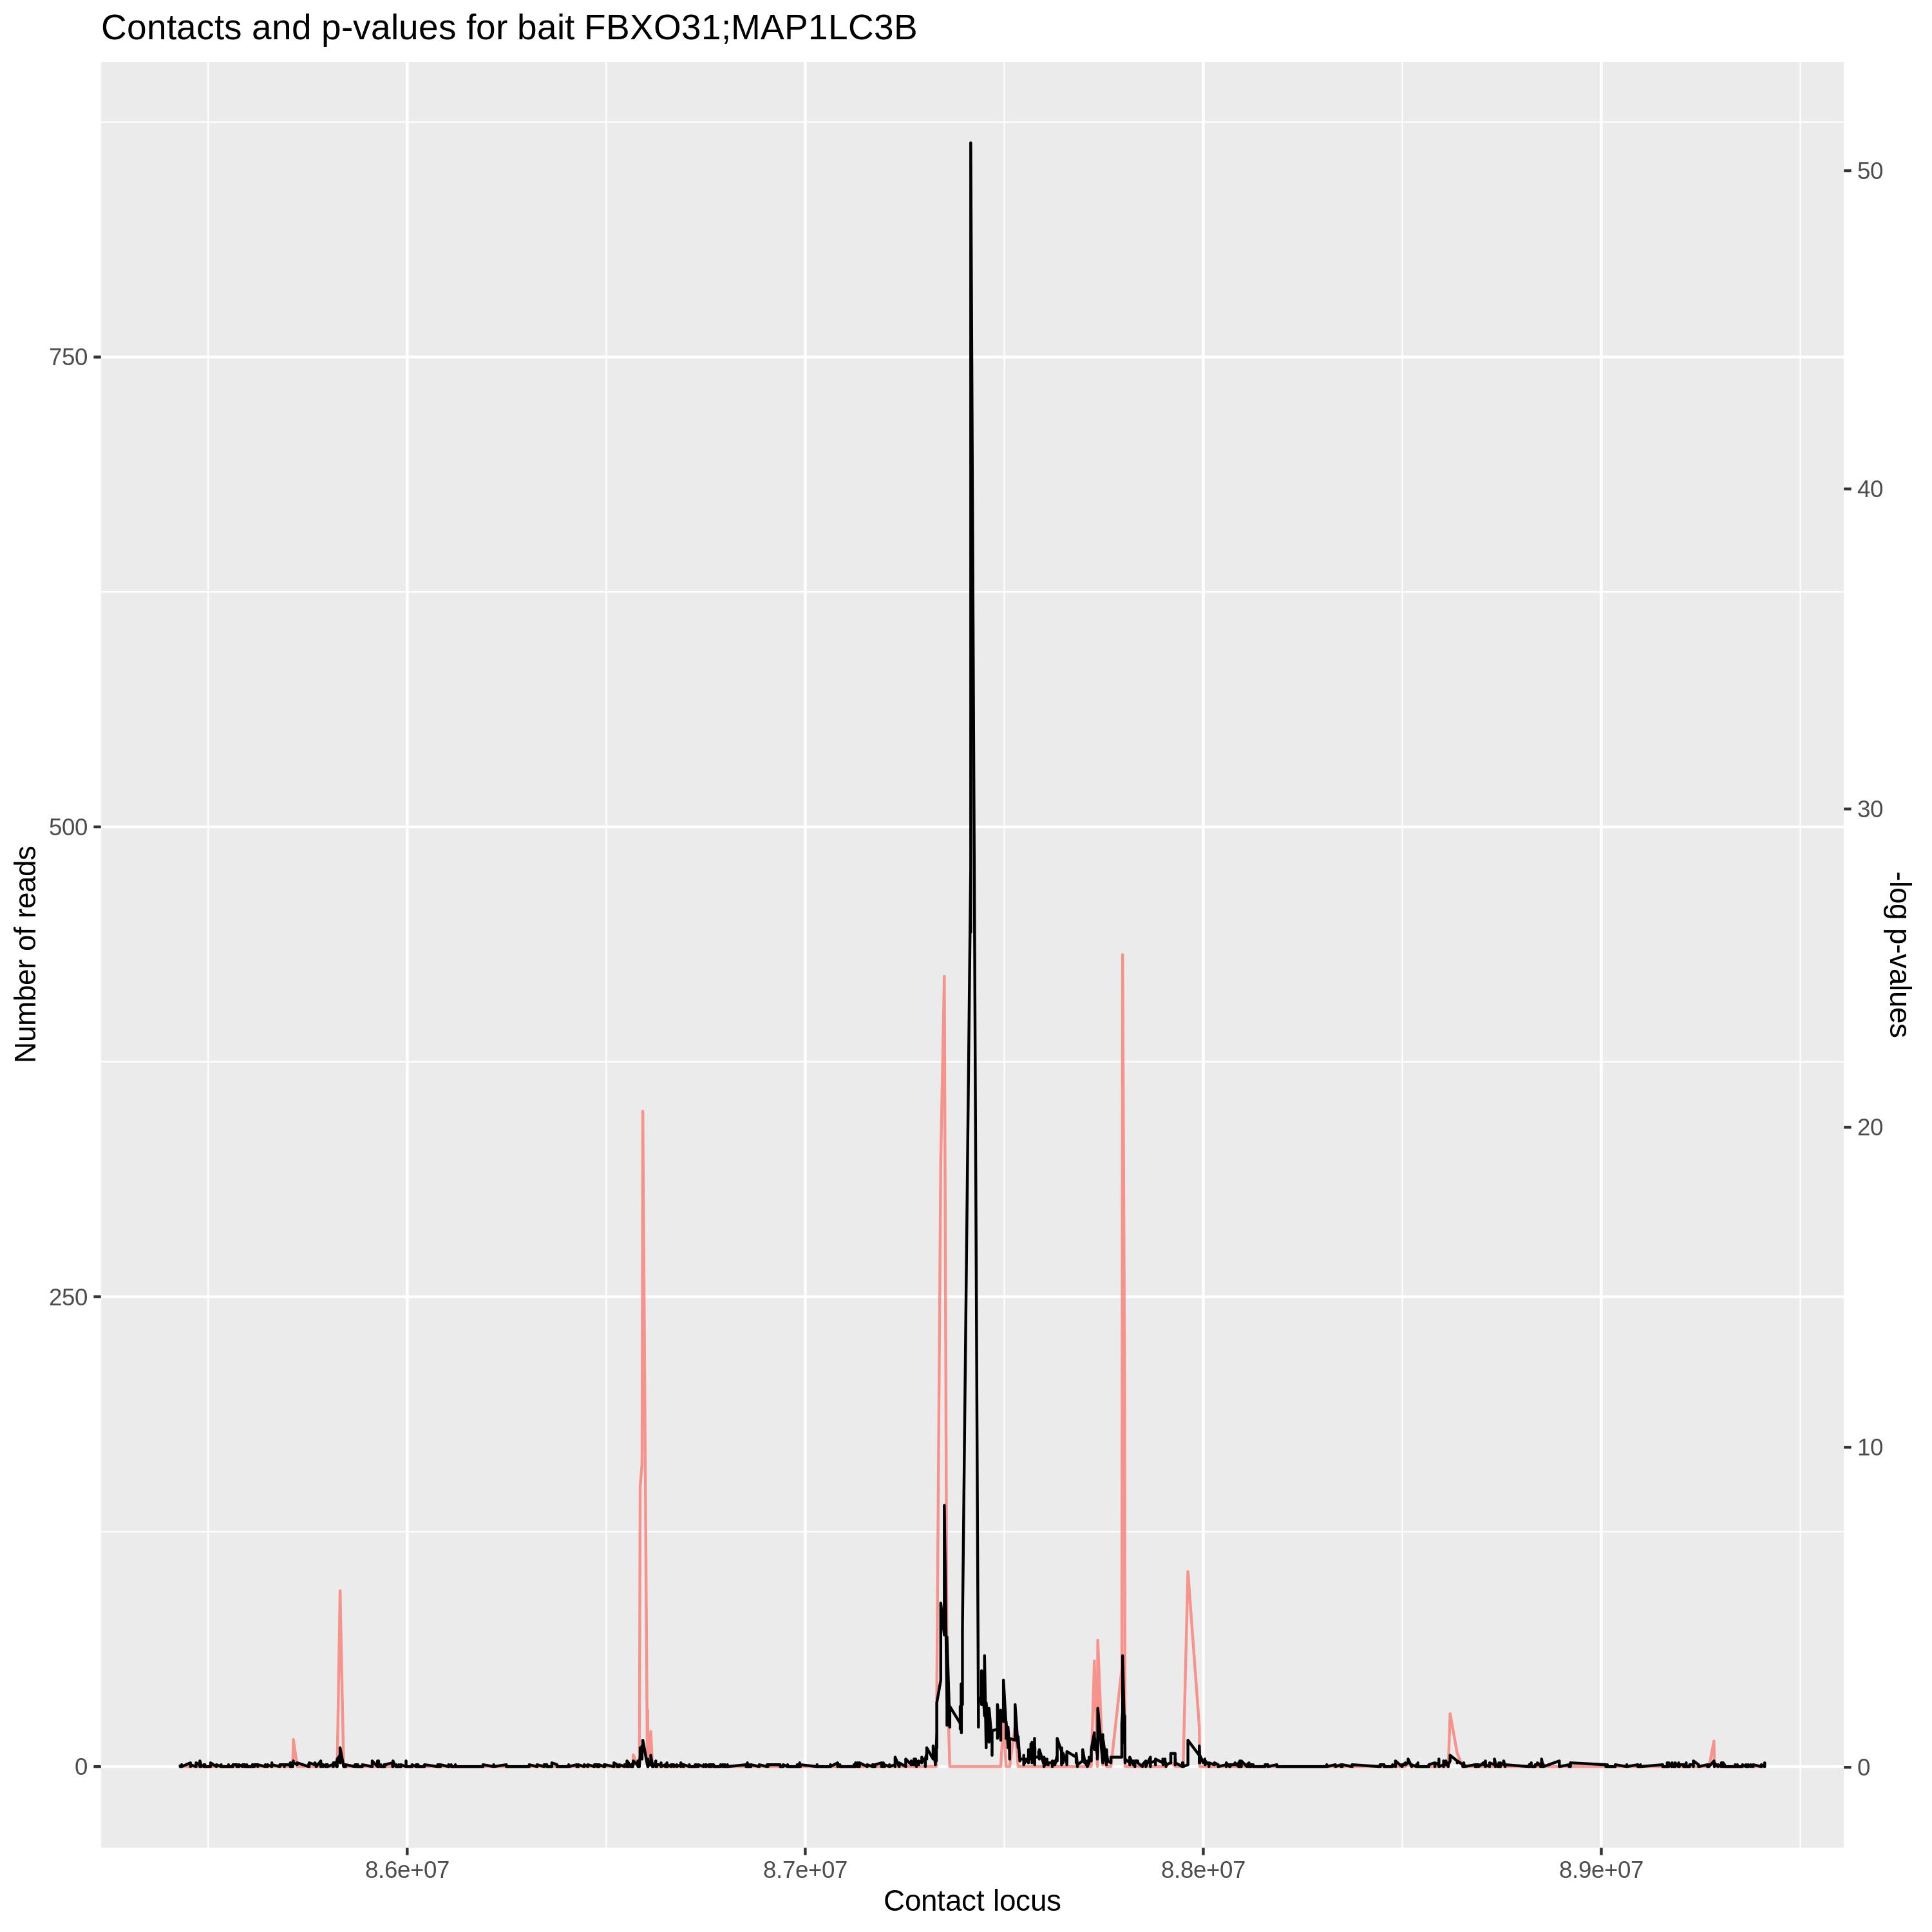 Contacts and p-values for bait FBXO31;MAP1LC3B
750
500
250
0
Number of reads
50
40
30
20
10
0
-log p-values
8.6e+07
8.7e+07
8.8e+07
8.9e+07
Contact locus